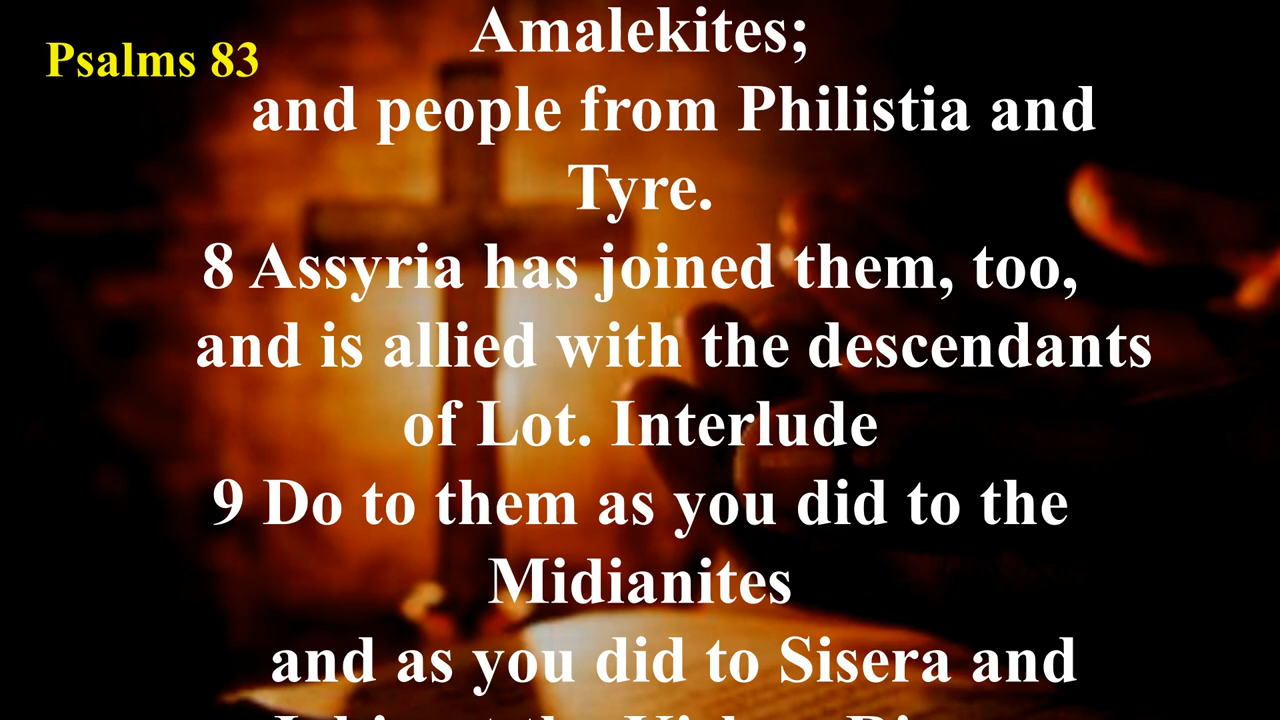 Psalms 83
Amalekites;
and people from Philistia and
Tyre.
8 Assyria has joined them, too,
and is allied with the descendants
of Lot. Interlude
9 Do to them as you did to the
Midianites
and as you did to Sisera and